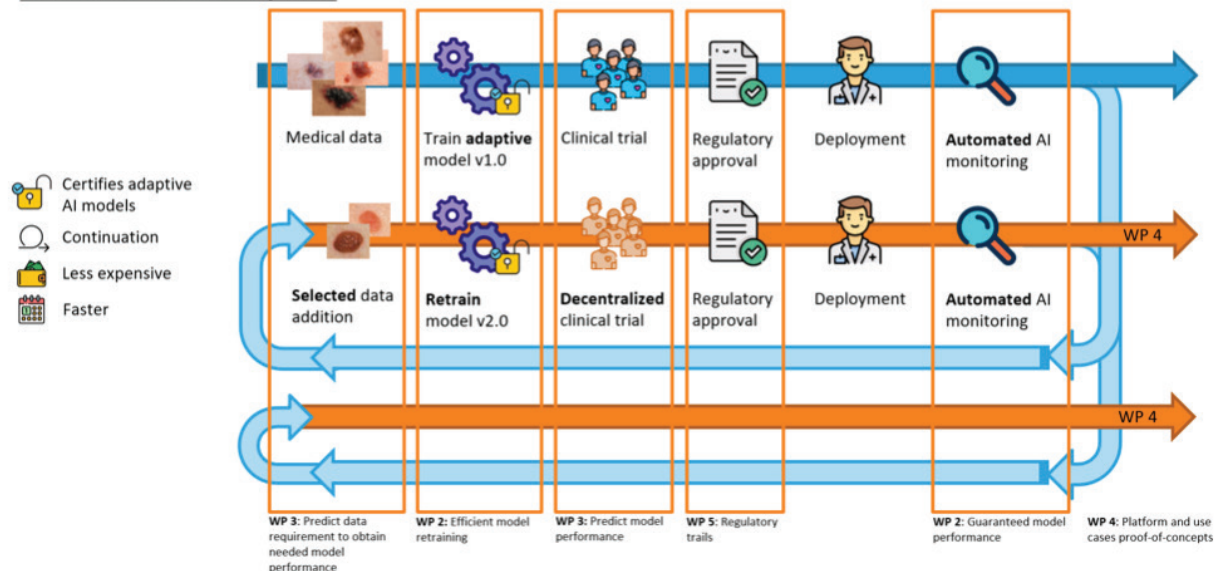 Medical data
Train adaptive
model v1.0
Clinical trial
Regulatory
approval
Deployment
Automated AI
monitoring
Certifies adaptive
AI models
Continuation
Less expensive
Faster
WP 4
Selected data
addition
Retrain
model v2.0
Decentralized
clinical trial
Regulatory
approval
Deployment
Automated AI
monitoring
WP 4
WP 3: Predict data
requirement to obtain
needed model
performance
WP 2: Efficient model
retraining
WP 3: Predict model
performance
WP 5: Regulatory
trails
WP 2: Guaranteed model
performance
WP 4: Platform and use
cases proof-of-concepts